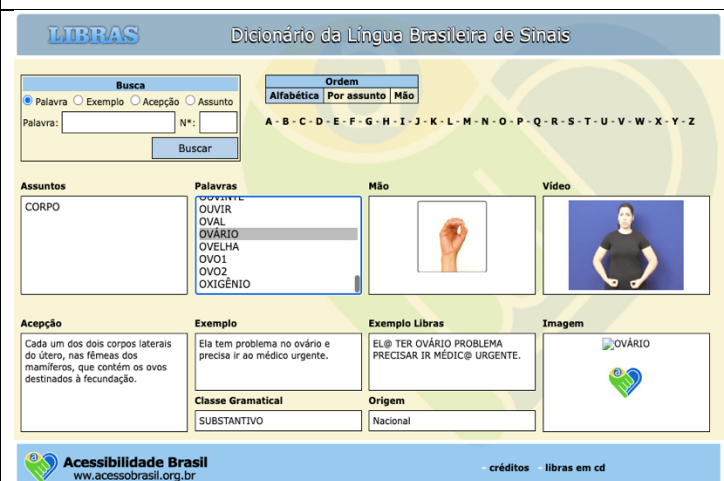 LIBRAS
Dicionário da Língua Brasileira de Sinais
Busca
Palavra Exemplo Acepção Assunto
Palavra: N*:
Buscar
Ordem
Alfabética Por assunto Mão
A - B - C - D - E - F - G - H - I - J - K - L - M - N - O - P - Q - R - S - T - U - V - W - X - Y - Z
Assuntos
CORPO
Palavras
OUVINTE
OUVIR
OVAL
OVÁRIO
OVELHA
OVO1
OVO2
OXIGÊNIO
Mão
Vídeo
Acepção
Cada um dos dois corpos laterais
do útero, nas fêmeas dos
mamíferos, que contém os ovos
destinados à fecundação.
Exemplo
Ela tem problema no ovário e
precisa ir ao médico urgente.
Exemplo Libras
EL@ TER OVÁRIO PROBLEMA
PRECISAR IR MÉDIC@ URGENTE.
Imagem
OVÁRIO
Classe Gramatical
SUBSTANTIVO
Origem
Nacional
Acessibilidade Brasil
www.acessobrasil.org.br
- créditos - libras em cd